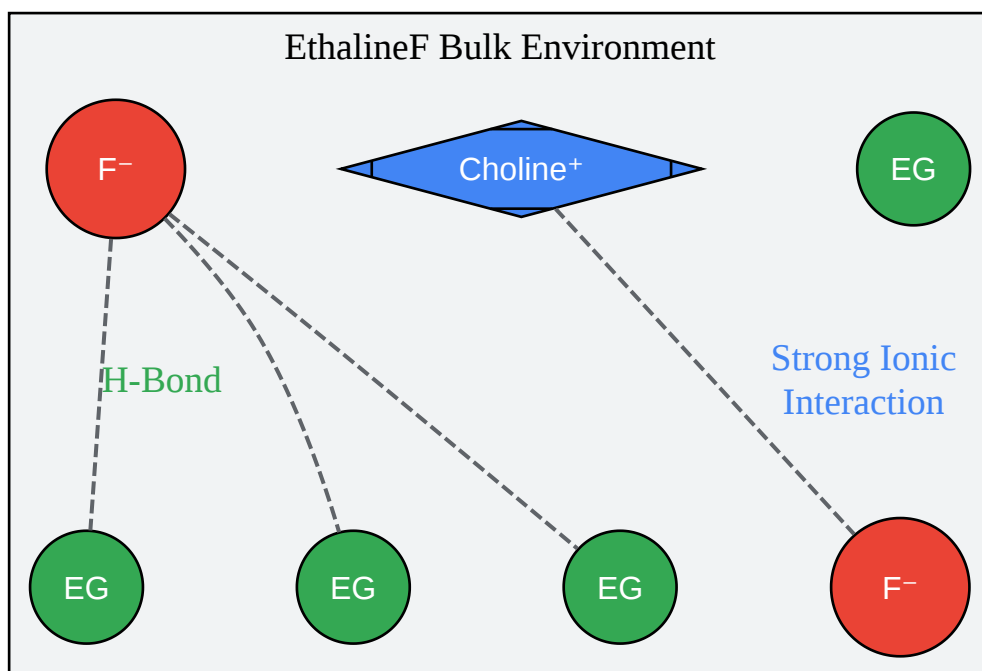 EthalineF Bulk Environment
F⁻
Choline⁺
EG
H-Bond
Strong Ionic
Interaction
EG
EG
EG
F⁻